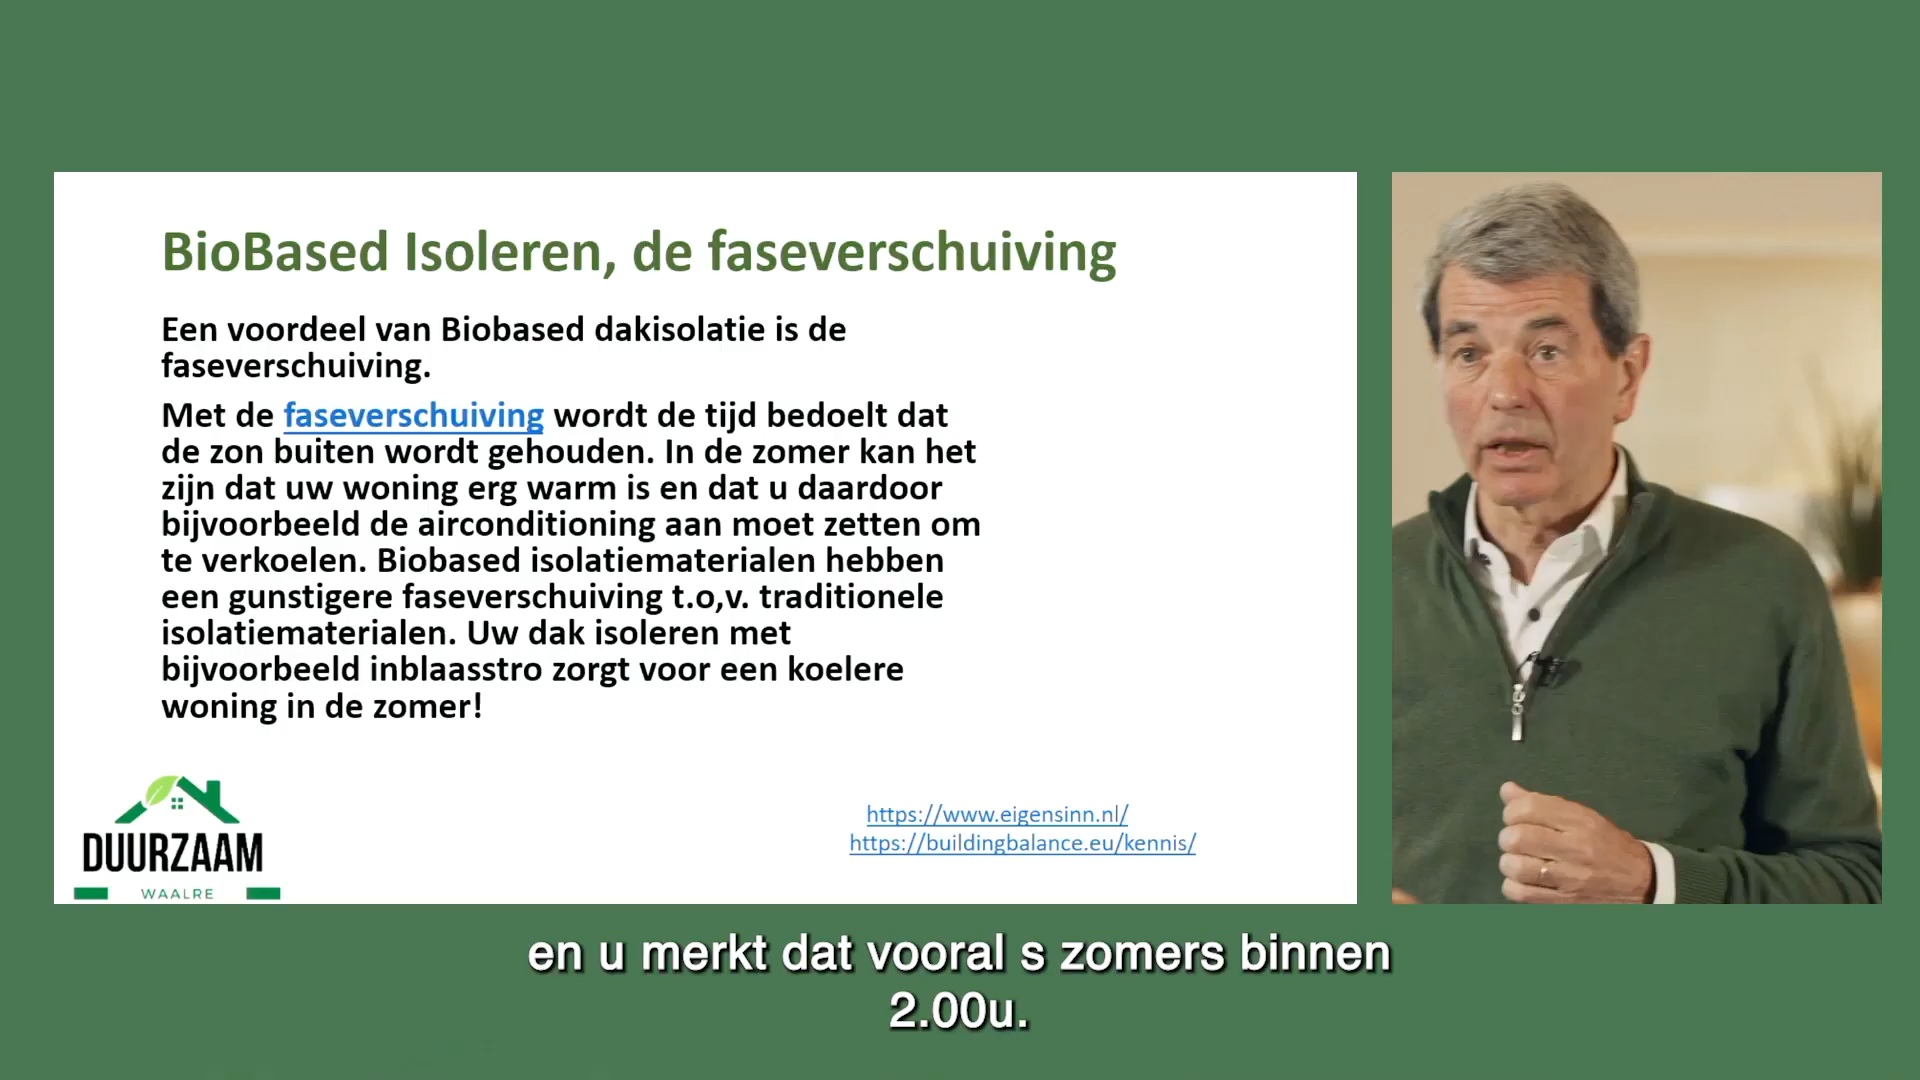 BioBased Isoleren, de faseverschuiving
Een voordeel van Biobased dakisolatie is de
faseverschuiving.
Met de faseverschuiving wordt de tijd bedoelt dat
de zon buiten wordt gehouden. In de zomer kan het
zijn dat uw woning erg warm is en dat u daardoor
bijvoorbeeld de airconditioning aan moet zetten om
te verkoelen. Biobased isolatiematerialen hebben
een gunstigere faseverschuiving t.o,v. traditionele
isolatiematerialen. Uw dak isoleren met
bijvoorbeeld inblaasstro zorgt voor een koelere
woning in de zomer!
https://www.eigensinn.nl/
https://buildingbalance.eu/kennis/
DUURZAAM
WAALRE
en u merkt dat vooral s zomers binnen
2.00u.